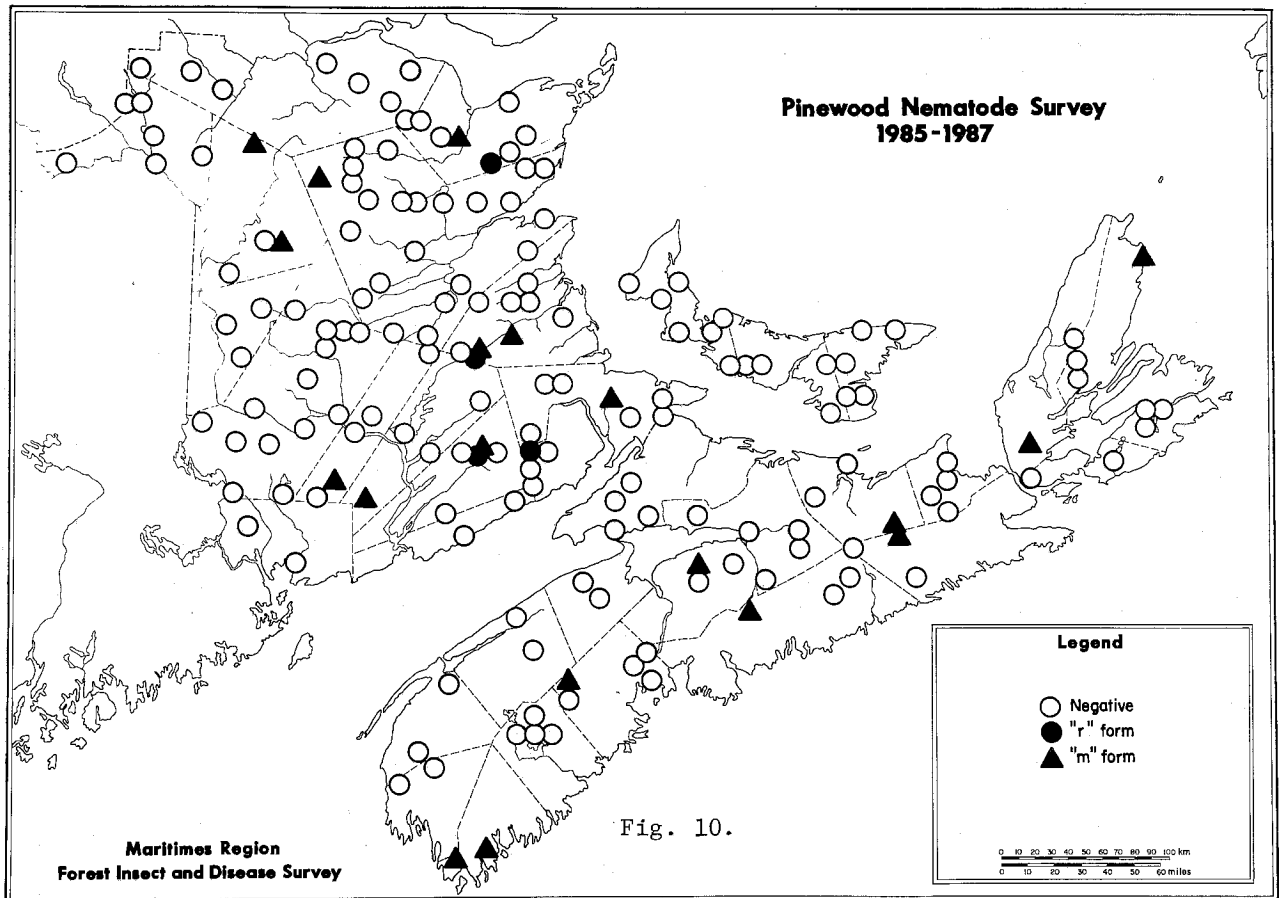 Pinewood Nematode Survey
1985-1987
Legend
Negative
"r" form
"m" form
0 10 20 30 40 50 60 70 80 90 100 km
0 10 20 30 40 50 60 miles
Fig. 10.
Maritimes Region
Forest Insect and Disease Survey